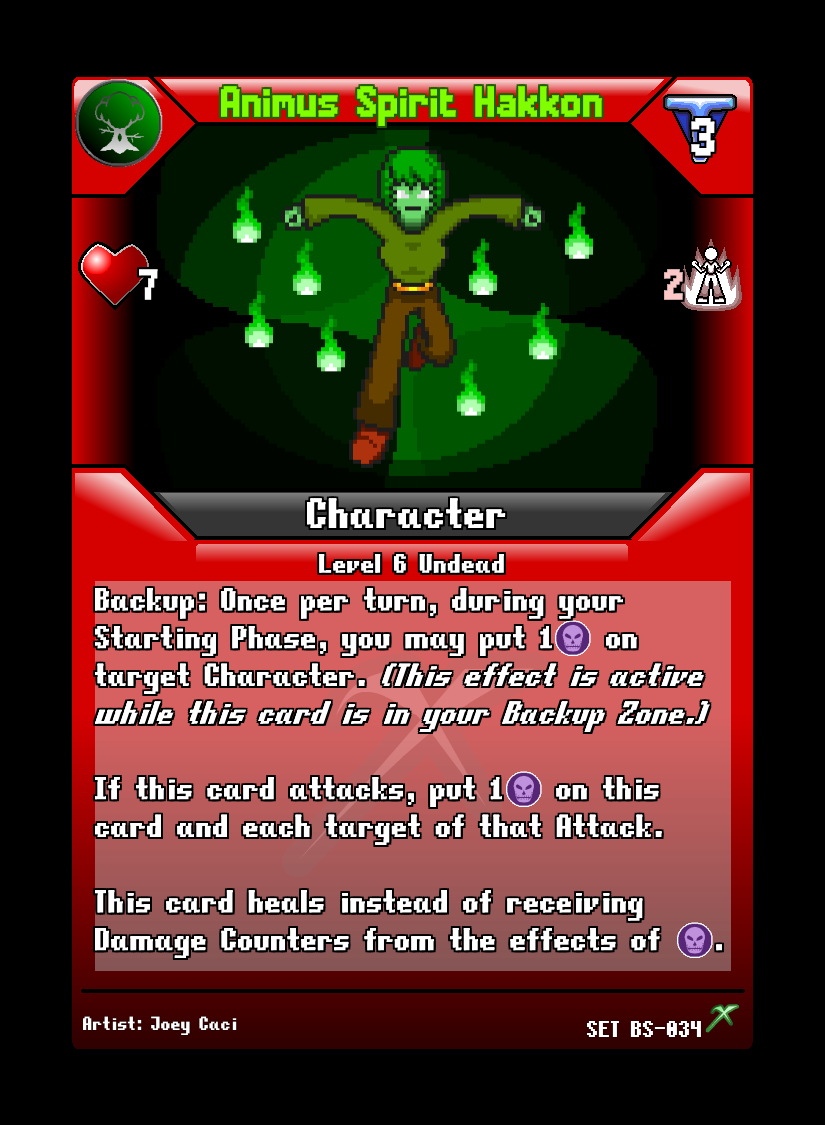 Animus Spirit Hakkon
3
7
2
Character
Level 6 Undead
Backup: Once per turn, during your
Starting Phase, you may put 1 on
target Character. (This effect is active
while this card is in your Backup Zone.)
If this card attacks, put 1 on this
card and each target of that Attack.
This card heals instead of receiving
Damage Counters from the effects of .
Artist: Joey Caci
SET BS-034